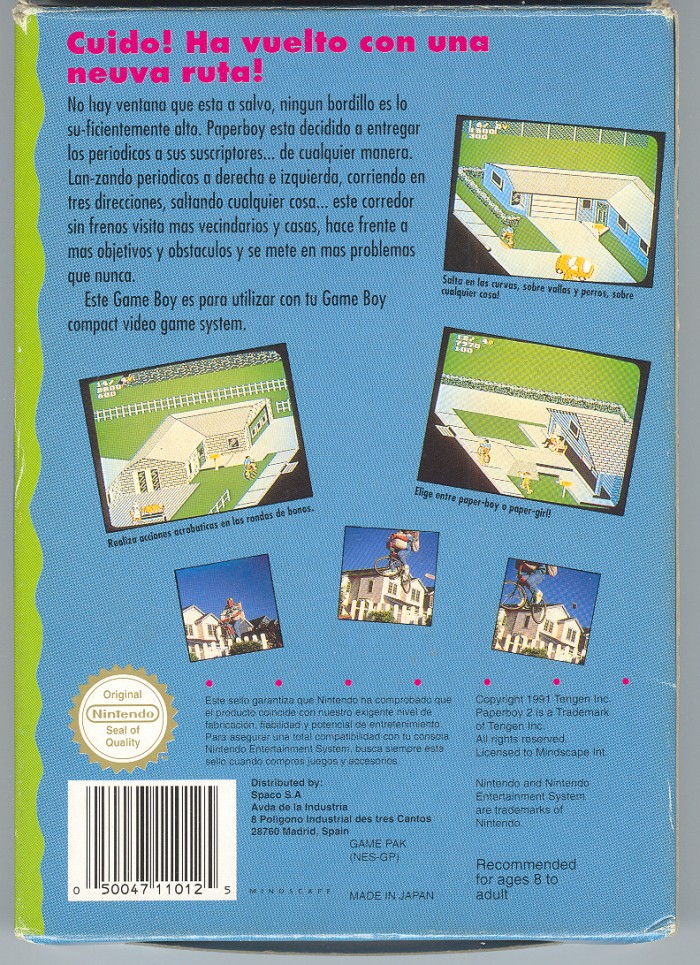 Cuido! Ha vuelto con una
neuva ruta!
No hay ventana que esta a salvo, ningun bordillo es lo
su-ficientemente alto. Paperboy esta decidido a entregar
los periodicos a sus suscriptores... de cualquier manera.
Lan-zando periodicos a derecha e izquierda, corriendo en
tres direcciones, saltando cualquier cosa... este corredor
sin frenos visita mas vecindarios y casas, hace frente a
mas objetivos y obstaculos y se mete en mas problemas
que nunca.
Este Game Boy es para utilizar con tu Game Boy
compact video game system.
Salta en las curvas, sobre vallas y perros, sobre
cualquier cosa!
Realiza acciones acrobaticas en las rondas de bonos.
Elige entre paper-boy o paper-girl!
Original
Nintendo
Seal of
Quality
Este sello garantiza que Nintendo ha comprobado que
el producto coincide con nuestro exigente nivel de
fabricación, fiabilidad y potencial de entretenimiento.
Para asegurar una total compatibilidad con tu consola
Nintendo Entertainment System, busca siempre esta
sello cuando compres juegos y accesorios.
Copyright 1991 Tengen Inc.
Paperboy 2 is a Trademark
of Tengen Inc.
All rights reserved.
Licensed to Mindscape Int.
Distributed by:
Spaco S.A
Avda de la Industria
8 Poligono Industrial des tres Cantos
28760 Madrid, Spain
Nintendo and Nintendo
Entertainment System
are trademarks of
Nintendo.
GAME PAK
(NES-GP)
Recommended
for ages 8 to
adult
0 50047 11012 5
MINDSCAPE
MADE IN JAPAN